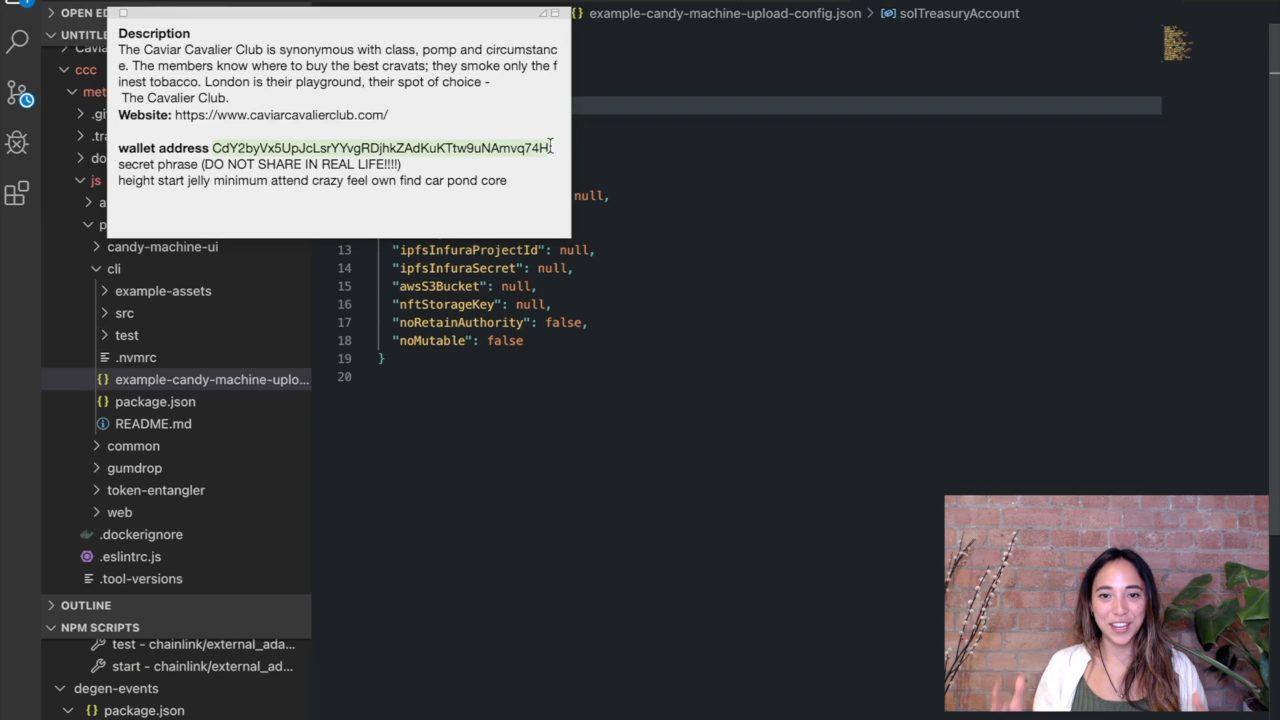 OPEN ED
example-candy-machine-upload-config.json > solTreasuryAccount
UNTITL
ccc
met
.gi
.tra
do
js
a
p
candy-machine-ui
cli
example-assets
src
test
.nvmrc
example-candy-machine-uplo...
package.json
README.md
common
gumdrop
token-entangler
web
.dockerignore
.eslintrc.js
.tool-versions
OUTLINE
NPM SCRIPTS
test - chainlink/external_ada...
start - chainlink/external_ad...
degen-events
package.json
Description
The Caviar Cavalier Club is synonymous with class, pomp and circumstanc
e. The members know where to buy the best cravats; they smoke only the f
inest tobacco. London is their playground, their spot of choice -
The Cavalier Club.
Website: https://www.caviarcavalierclub.com/
wallet address CdY2byVx5UpJcLsrYYvgRDjhkZAdKuKTtw9uNAmvq74H
secret phrase (DO NOT SHARE IN REAL LIFE!!!!)
height start jelly minimum attend crazy feel own find car pond core
null,
13 "ipfsInfuraProjectId": null,
14 "ipfsInfuraSecret": null,
15 "awsS3Bucket": null,
16 "nftStorageKey": null,
17 "noRetainAuthority": false,
18 "noMutable": false
19 }
20